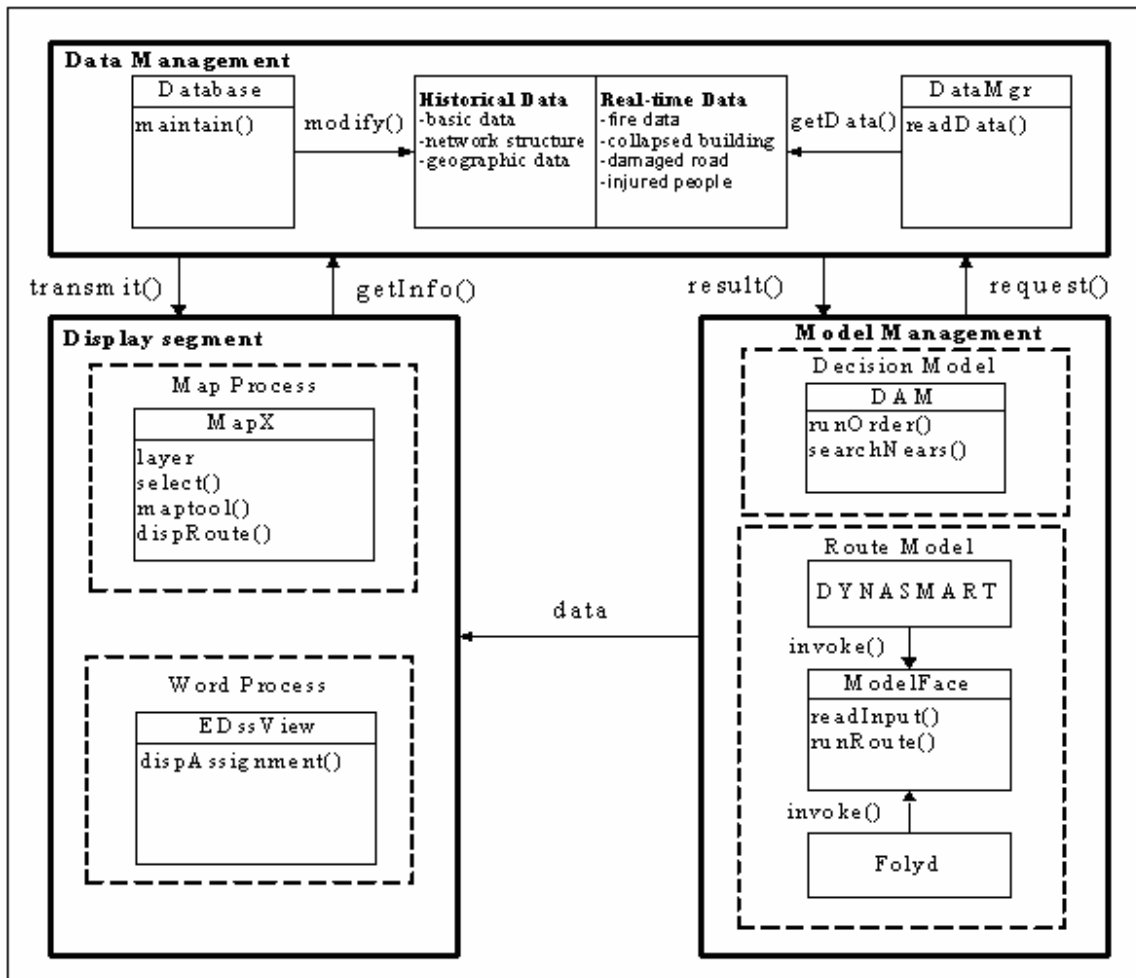 Data Management
Database
maintain()
modify()
Historical Data
-basic data
-network structure
-geographic data
Real-time Data
-fire data
-collapsed building
-damaged road
-injured people
getData()
DataMgr
readData()
transmit()
getInfo()
result()
request()
Display segment
Map Process
MapX
layer
select()
maptool()
dispRoute()
Word Process
EDssView
dispAssignment()
data
Model Management
Decision Model
DAM
runOrder()
searchNears()
Route Model
DYNASMART
invoke()
ModelFace
readInput()
runRoute()
invoke()
Folyd